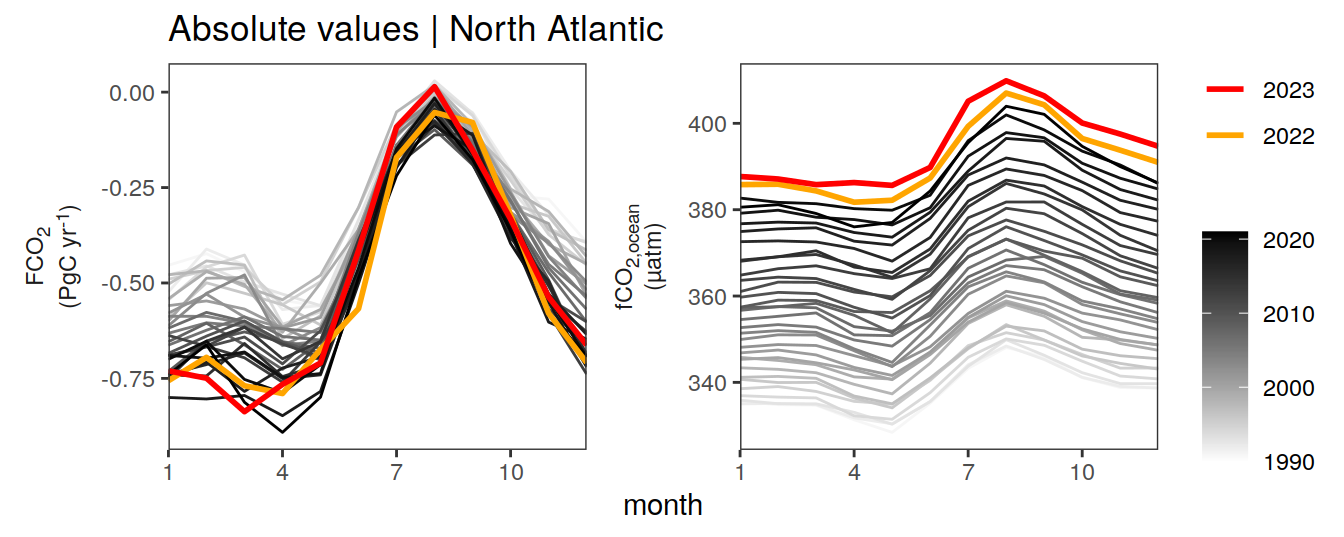 Absolute values | North Atlantic
FCO₂
(PgC yr⁻¹)
0.00
-0.25
-0.50
-0.75
1 4 7 10
fCO₂,ocean
(µatm)
400
380
360
340
1 4 7 10
month
2023
2022
2020
2010
2000
1990